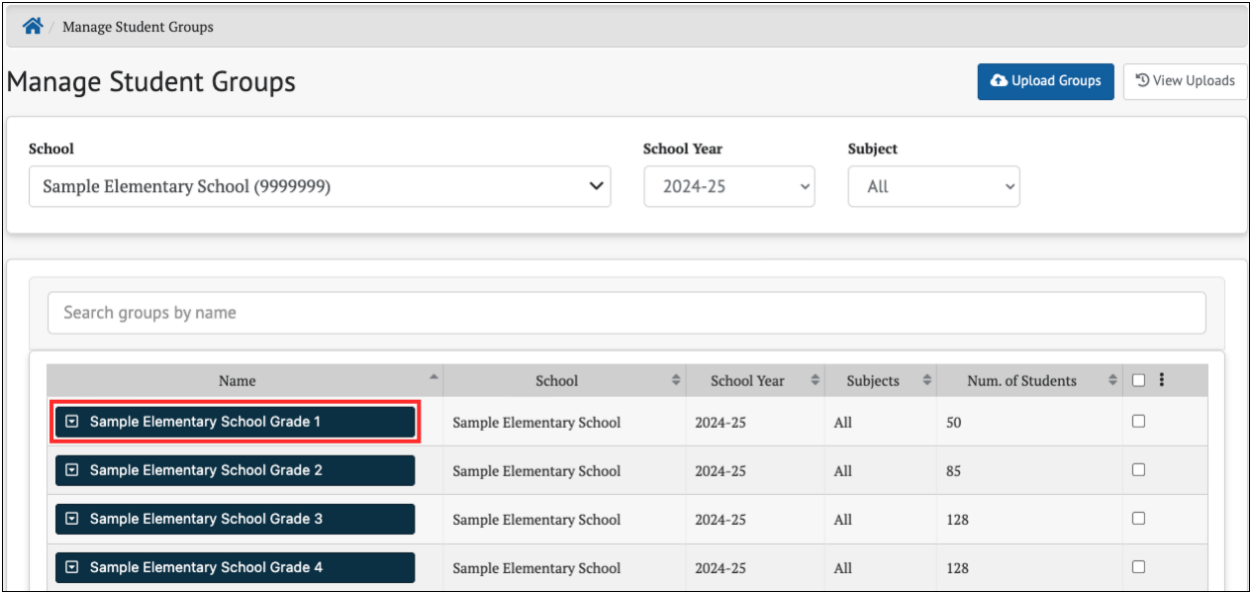 / Manage Student Groups
Manage Student Groups
Upload Groups
View Uploads
School
School Year
Subject
Sample Elementary School (9999999)
2024-25
All
Search groups by name
Name School School Year Subjects Num. of Students
Sample Elementary School Grade 1 Sample Elementary School 2024-25 All 50
Sample Elementary School Grade 2 Sample Elementary School 2024-25 All 85
Sample Elementary School Grade 3 Sample Elementary School 2024-25 All 128
Sample Elementary School Grade 4 Sample Elementary School 2024-25 All 128